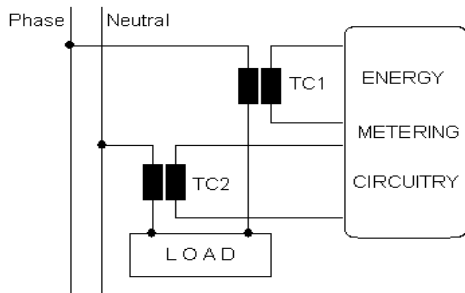 Phase Neutral
TC1
ENERGY
METERING
TC2
CIRCUITRY
LOAD